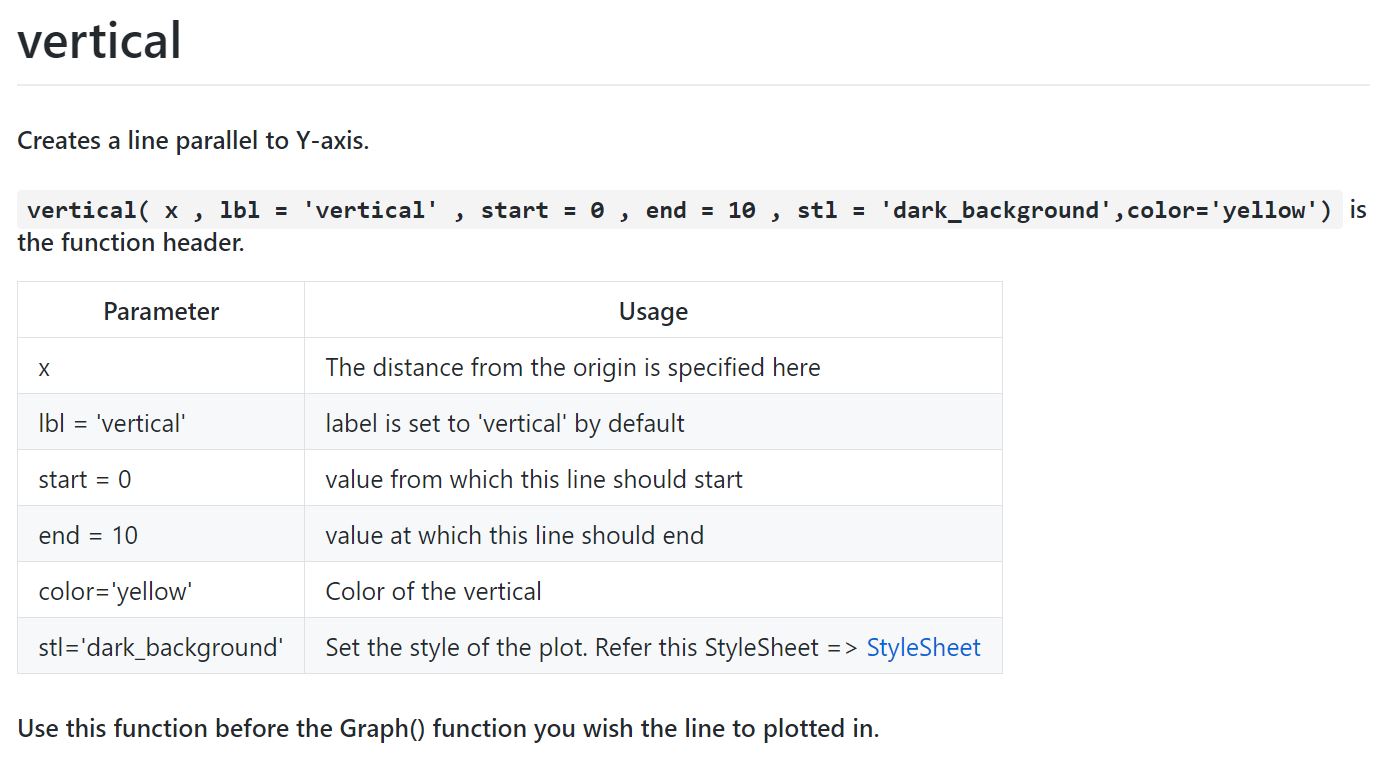 vertical
Creates a line parallel to Y-axis.
vertical( x , lbl = 'vertical' , start = 0 , end = 10 , stl = 'dark_background',color='yellow') is
the function header.
Parameter Usage
x The distance from the origin is specified here
lbl = 'vertical' label is set to 'vertical' by default
start = 0 value from which this line should start
end = 10 value at which this line should end
color='yellow' Color of the vertical
stl='dark_background' Set the style of the plot. Refer this StyleSheet => StyleSheet
Use this function before the Graph() function you wish the line to plotted in.